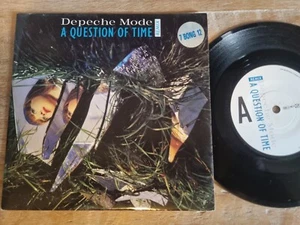 Depeche Mode
A QUESTION OF TIME
7 BONG 12
A QUESTION OF TIME
A